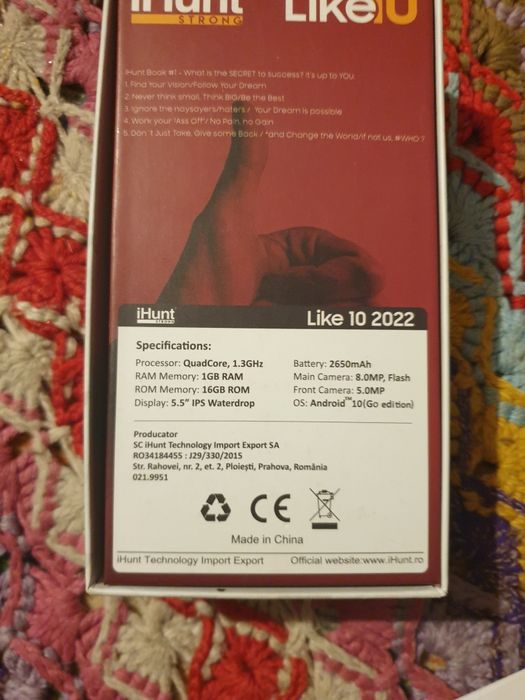 iHunt Like10
STRONG
iHunt Book #1 - What is the SECRET to success? it's up to YOU
1. Find Your Vision/Follow Your Dream
2. Never think small. Think BIG/Be the Best
3. Ignore the naysayers/haters / Your Dream is possible
4. Work your 'Ass Off'/ No Pain, no Gain
5. Don't Just Take, Give some Back / "and Change the World/if not us, #WHO ?
iHunt
STRONG
Like 10 2022
Specifications:
Processor: QuadCore, 1.3GHz Battery: 2650mAh
RAM Memory: 1GB RAM Main Camera: 8.0MP, Flash
ROM Memory: 16GB ROM Front Camera: 5.0MP
Display: 5.5" IPS Waterdrop OS: Android™10(Go edition)
Producator
SC iHunt Technology Import Export SA
RO34184455 : J29/330/2015
Str. Rahovei, nr. 2, et. 2, Ploiești, Prahova, România
021.9951
CE
Made in China
iHunt Technology Import Export Official website:www.iHunt.ro